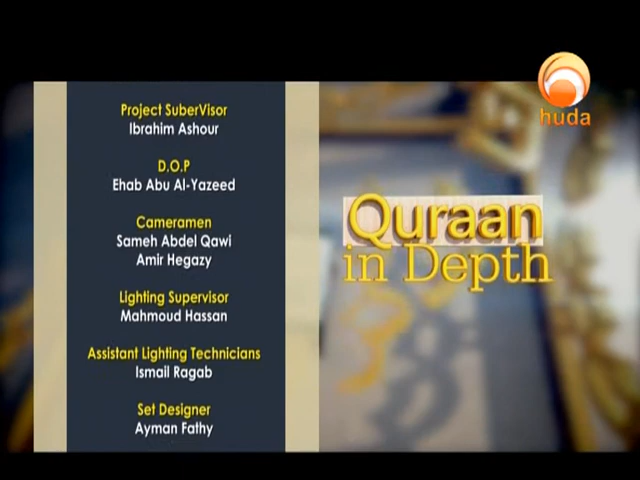 Project SuberVisor
Ibrahim Ashour
D.O.P
Ehab Abu Al-Yazeed
Cameramen
Sameh Abdel Qawi
Amir Hegazy
Lighting Supervisor
Mahmoud Hassan
Assistant Lighting Technicians
Ismail Ragab
Set Designer
Ayman Fathy
huda
Quraan
in Depth